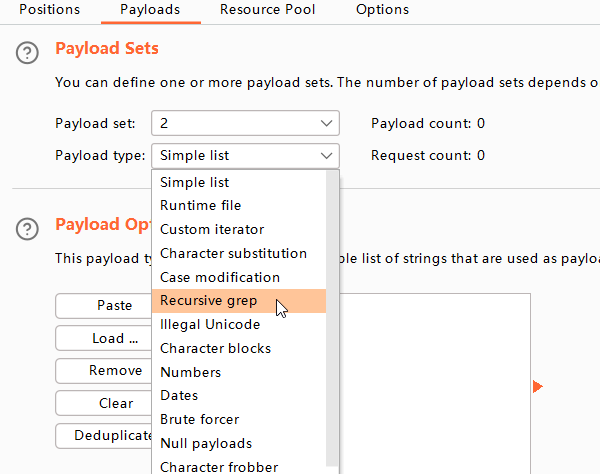 Positions Payloads Resource Pool Options
Payload Sets
You can define one or more payload sets. The number of payload sets depends o
Payload set: 2 Payload count: 0
Payload type: Simple list Request count: 0
Simple list
Runtime file
Custom iterator
Character substitution
Case modification
Recursive grep
Illegal Unicode
Character blocks
Numbers
Dates
Brute forcer
Null payloads
Character frobber
Payload Op
This payload ty ple list of strings that are used as payloa
Paste
Load ...
Remove
Clear
Deduplicate